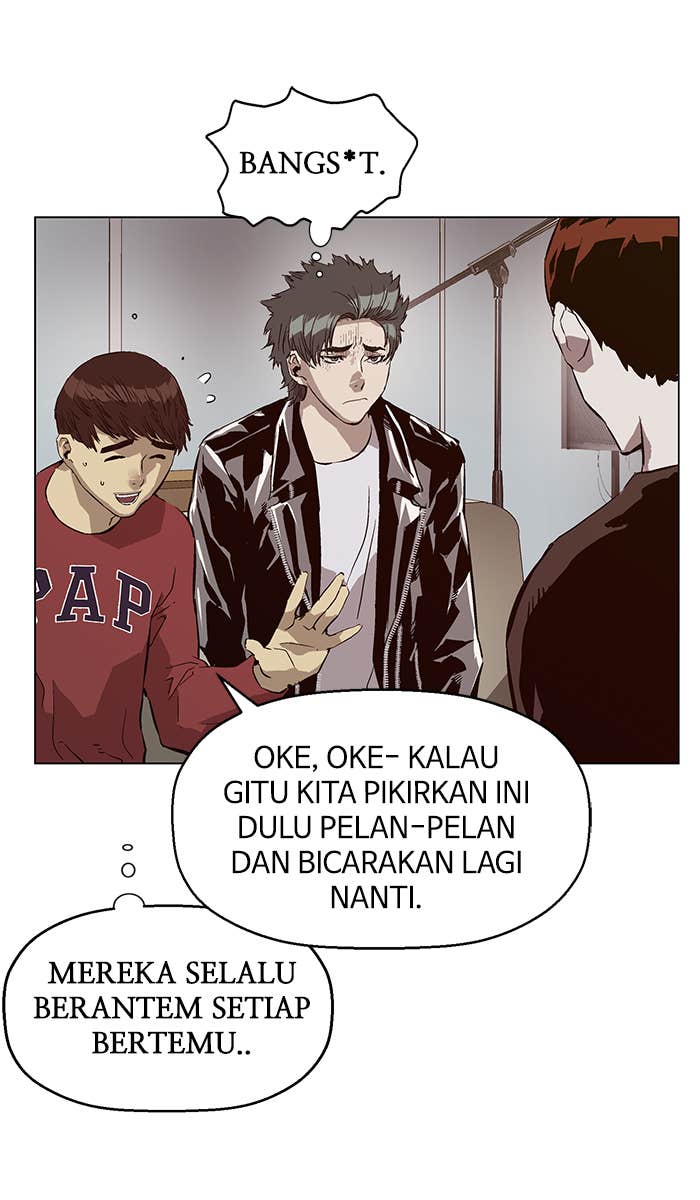 BANGS*T.
PAP
OKE, OKE- KALAU
GITU KITA PIKIRKAN INI
DULU PELAN-PELAN
DAN BICARAKAN LAGI
NANTI.
MEREKA SELALU
BERANTEM SETIAP
BERTEMU..